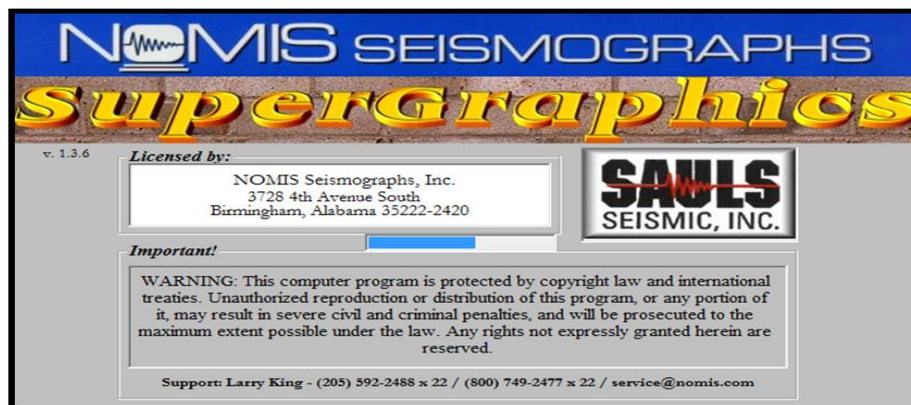 NOMIS SEISMOGRAPHS
SuperGraphics
v. 1.3.6
Licensed by:
NOMIS Seismographs, Inc.
3728 4th Avenue South
Birmingham, Alabama 35222-2420
SAULS
SEISMIC, INC.
Important!
WARNING: This computer program is protected by copyright law and international
treaties. Unauthorized reproduction or distribution of this program, or any portion of
it, may result in severe civil and criminal penalties, and will be prosecuted to the
maximum extent possible under the law. Any rights not expressly granted herein are
reserved.
Support: Larry King - (205) 592-2488 x 22 / (800) 749-2477 x 22 / service@nomis.com